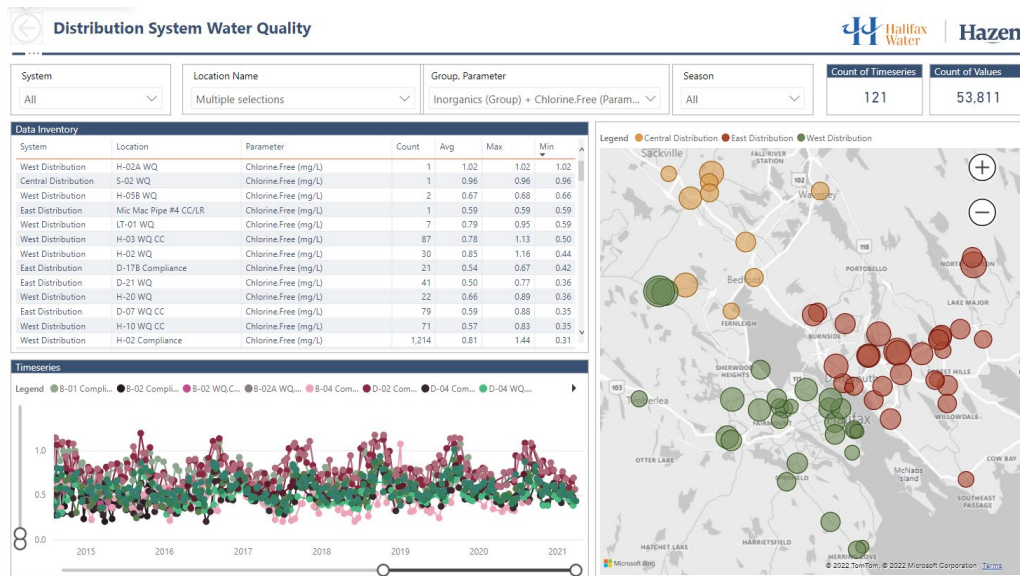 Distribution System Water Quality
Halifax Water
Hazen
System
All
Location Name
Multiple selections
Group, Parameter
Inorganics (Group) + Chlorine.Free (Param...
Season
All
Count of Timeseries
121
Count of Values
53,811
Data Inventory
System Location Parameter Count Avg Max Min
West Distribution H-02A WQ Chlorine.Free (mg/L) 1 1.02 1.02 1.02
Central Distribution S-02 WQ Chlorine.Free (mg/L) 1 0.96 0.96 0.96
West Distribution H-05B WQ Chlorine.Free (mg/L) 2 0.67 0.68 0.66
East Distribution Mic Mac Pipe #4 CC/LR Chlorine.Free (mg/L) 1 0.59 0.59 0.59
West Distribution LT-01 WQ Chlorine.Free (mg/L) 7 0.79 0.95 0.59
West Distribution H-03 WQ CC Chlorine.Free (mg/L) 87 0.78 1.13 0.50
West Distribution H-02 WQ Chlorine.Free (mg/L) 30 0.85 1.16 0.44
East Distribution D-17B Compliance Chlorine.Free (mg/L) 21 0.54 0.67 0.42
East Distribution D-21 WQ Chlorine.Free (mg/L) 41 0.50 0.77 0.36
West Distribution H-20 WQ Chlorine.Free (mg/L) 22 0.66 0.89 0.36
East Distribution D-07 WQ CC Chlorine.Free (mg/L) 79 0.59 0.88 0.35
West Distribution H-10 WQ CC Chlorine.Free (mg/L) 71 0.57 0.83 0.35
West Distribution H-02 Compliance Chlorine.Free (mg/L) 1,214 0.81 1.44 0.31
Timeseries
Legend B-01 Compli... B-02 Compli... B-02 WQ,C... B-02A WQ,... B-04 Com... D-02 Com... D-04 Com... D-04 WQ,...
1.0
0.5
0.0
2015 2016 2017 2018 2019 2020 2021
Legend Central Distribution East Distribution West Distribution
Sackville
FALL RIVER
STATION
102
Waverley
118
PORTOBELLO
Bedford
LAKE MAJOR
FERNLEIGH
BURNSIDE
SHERWOOD
HEIGHTS
111
103
WILLOWDALE
OTTER LAKE
COW BAY
McNabs
Island
SOUTHEAST
PASSAGE
HATCHET LAKE
HARRIETSFIELD
Microsoft Bing
© 2022 TomTom, © 2022 Microsoft Corporation Terms